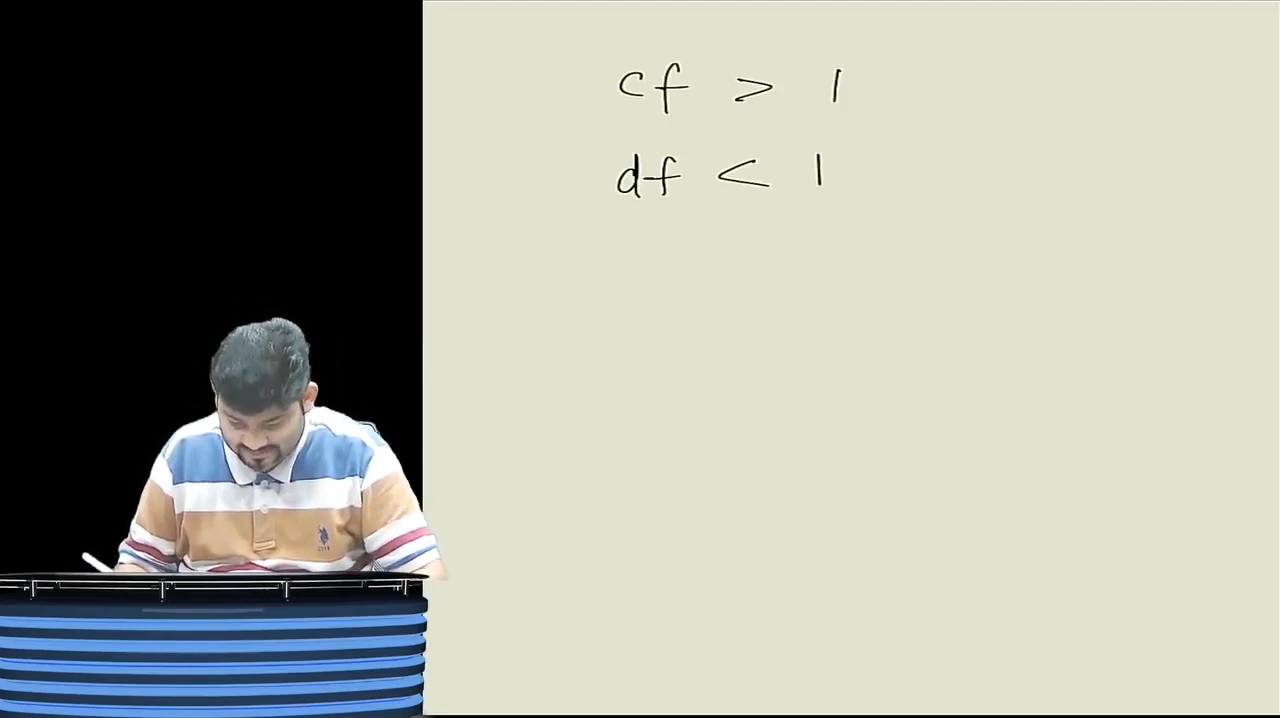 cf > 1
df < 1